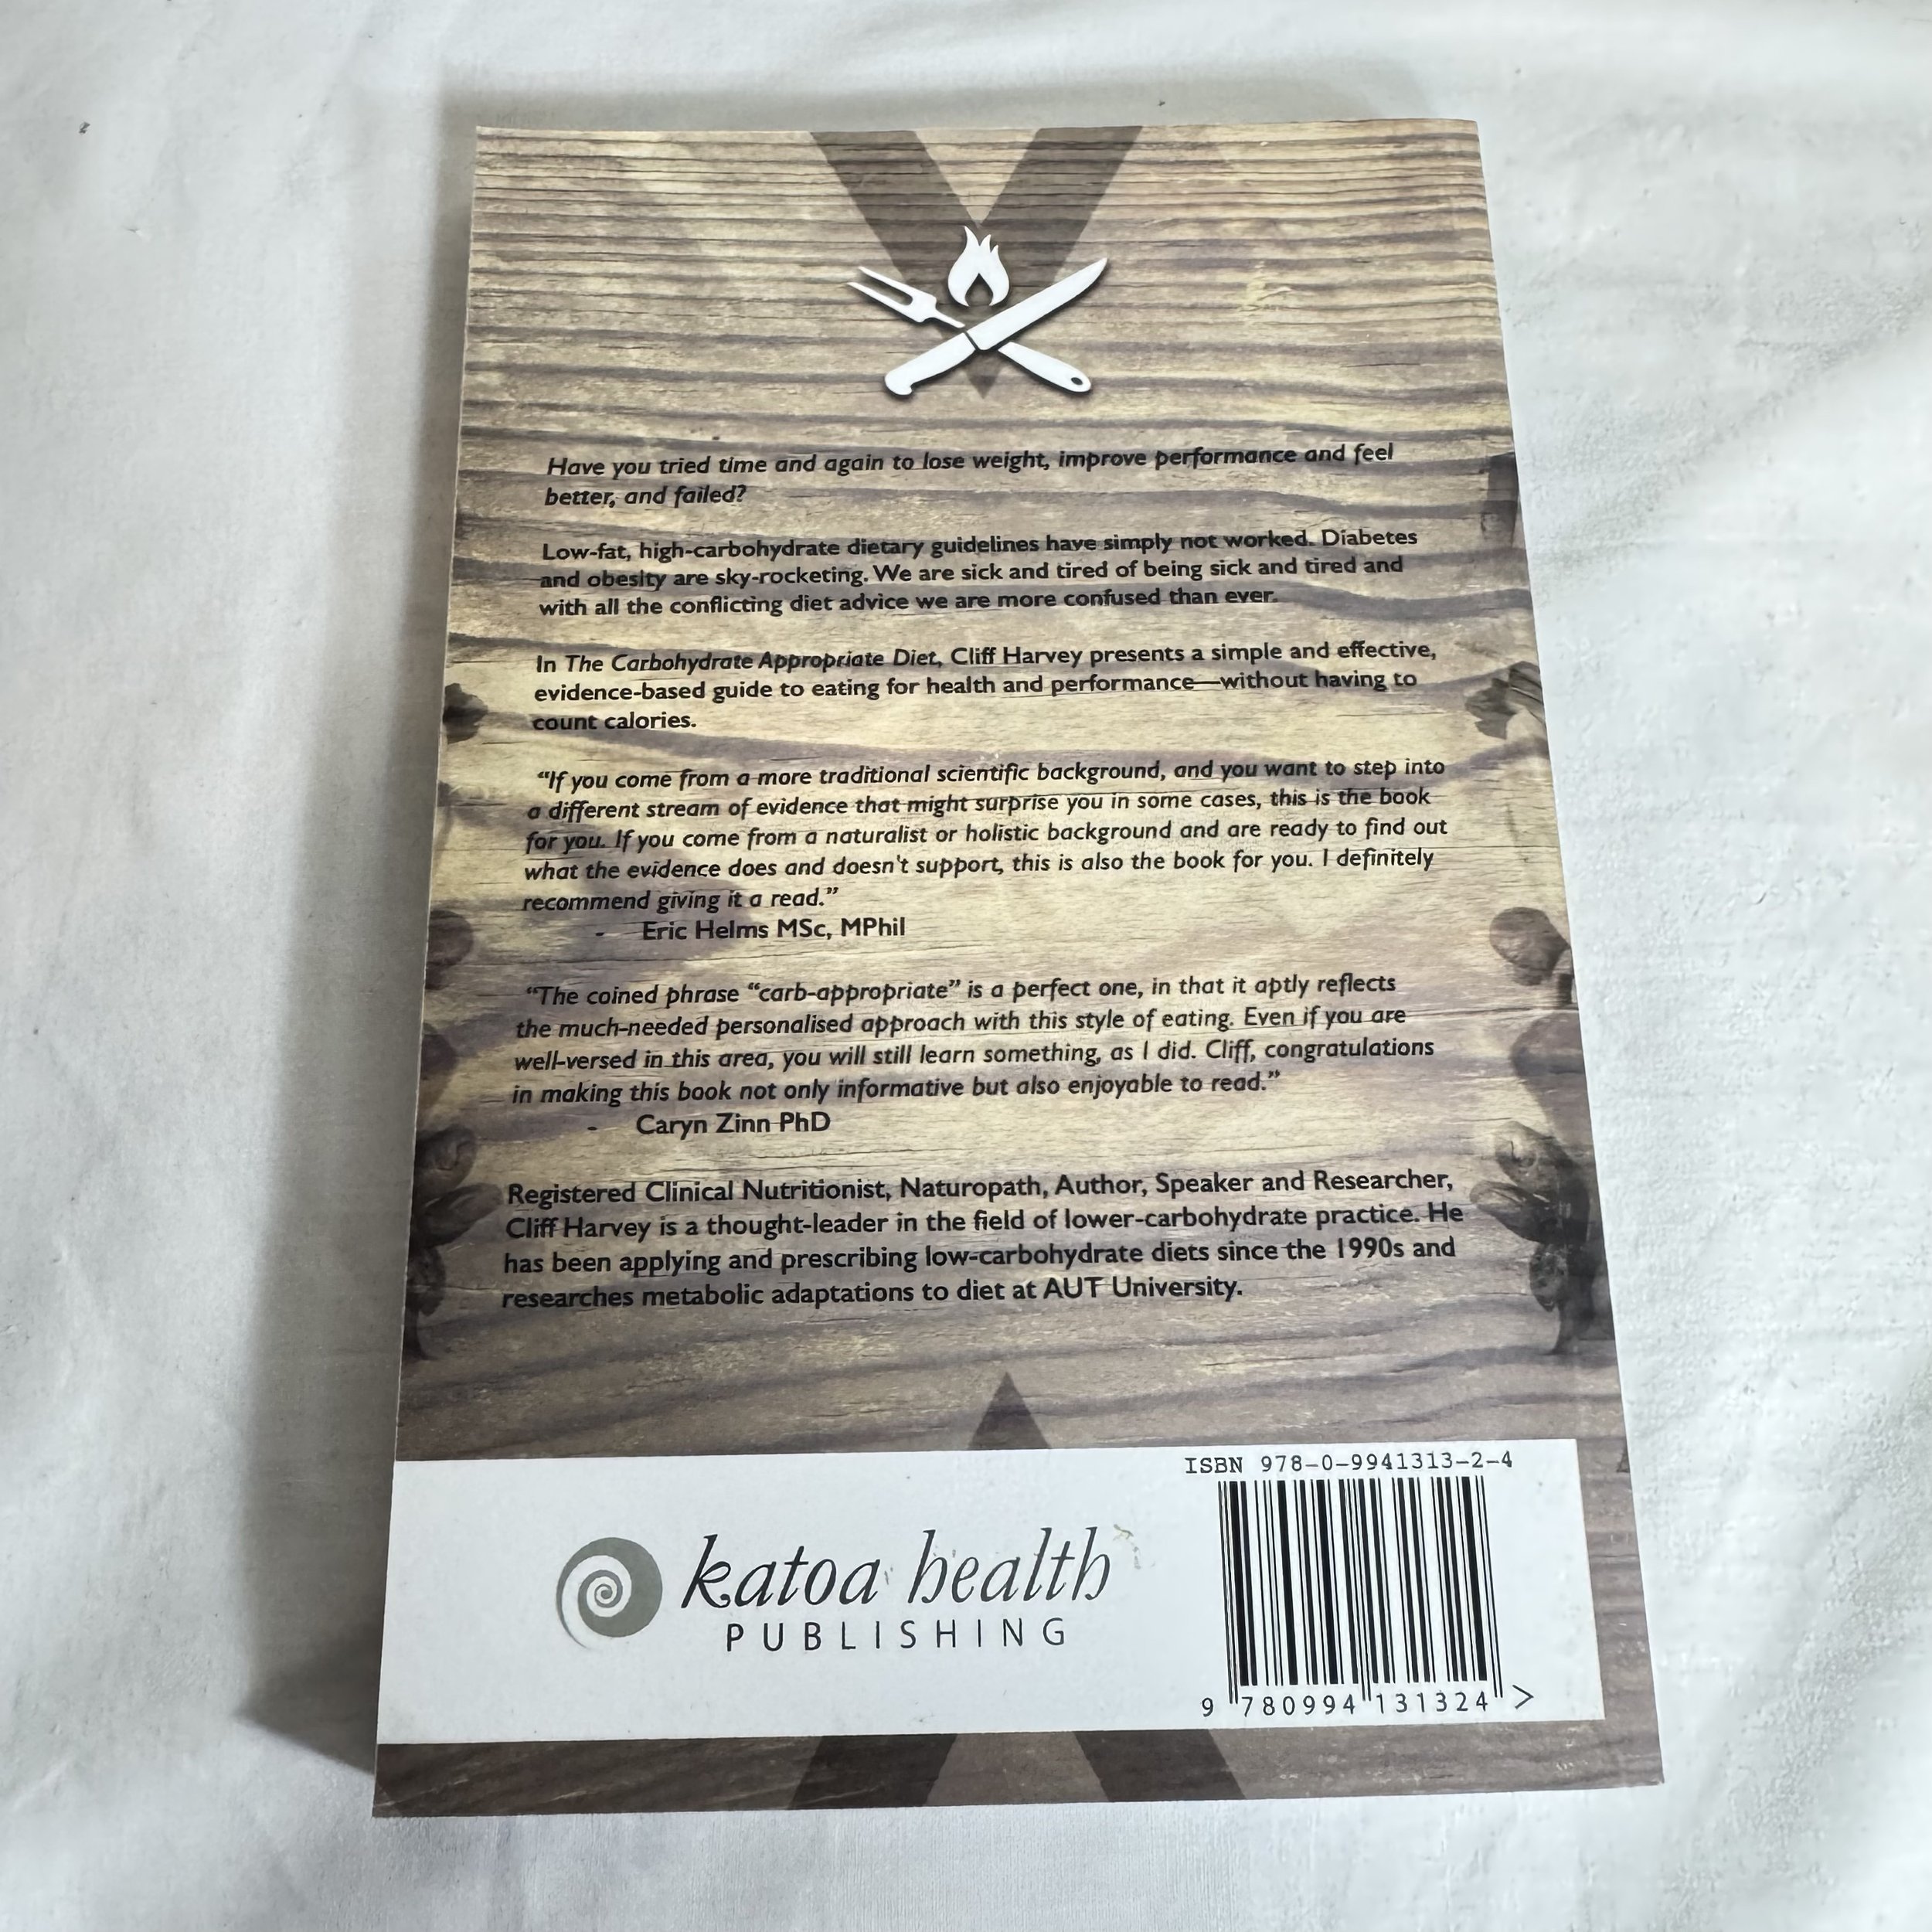 Have you tried time and again to lose weight, improve performance and feel
better, and failed?
Low-fat, high-carbohydrate dietary guidelines have simply not worked. Diabetes
and obesity are sky-rocketing. We are sick and tired of being sick and tired and
with all the conflicting diet advice we are more confused than ever.
In The Carbohydrate Appropriate Diet, Cliff Harvey presents a simple and effective,
evidence-based guide to eating for health and performance—without having to
count calories.
“If you come from a more traditional scientific background, and you want to step into
a different stream of evidence that might surprise you in some cases, this is the book
for you. If you come from a naturalist or holistic background and are ready to find out
what the evidence does and doesn't support, this is also the book for you. I definitely
recommend giving it a read.”
- Eric Helms MSc, MPhil
“The coined phrase “carb-appropriate” is a perfect one, in that it aptly reflects
the much-needed personalised approach with this style of eating. Even if you are
well-versed in this area, you will still learn something, as I did. Cliff, congratulations
in making this book not only informative but also enjoyable to read.”
- Caryn Zinn PhD
Registered Clinical Nutritionist, Naturopath, Author, Speaker and Researcher,
Cliff Harvey is a thought-leader in the field of lower-carbohydrate practice. He
has been applying and prescribing low-carbohydrate diets since the 1990s and
researches metabolic adaptations to diet at AUT University.
ISBN 978-0-9941313-2-4
katoa health
PUBLISHING
9 780994 131324 >